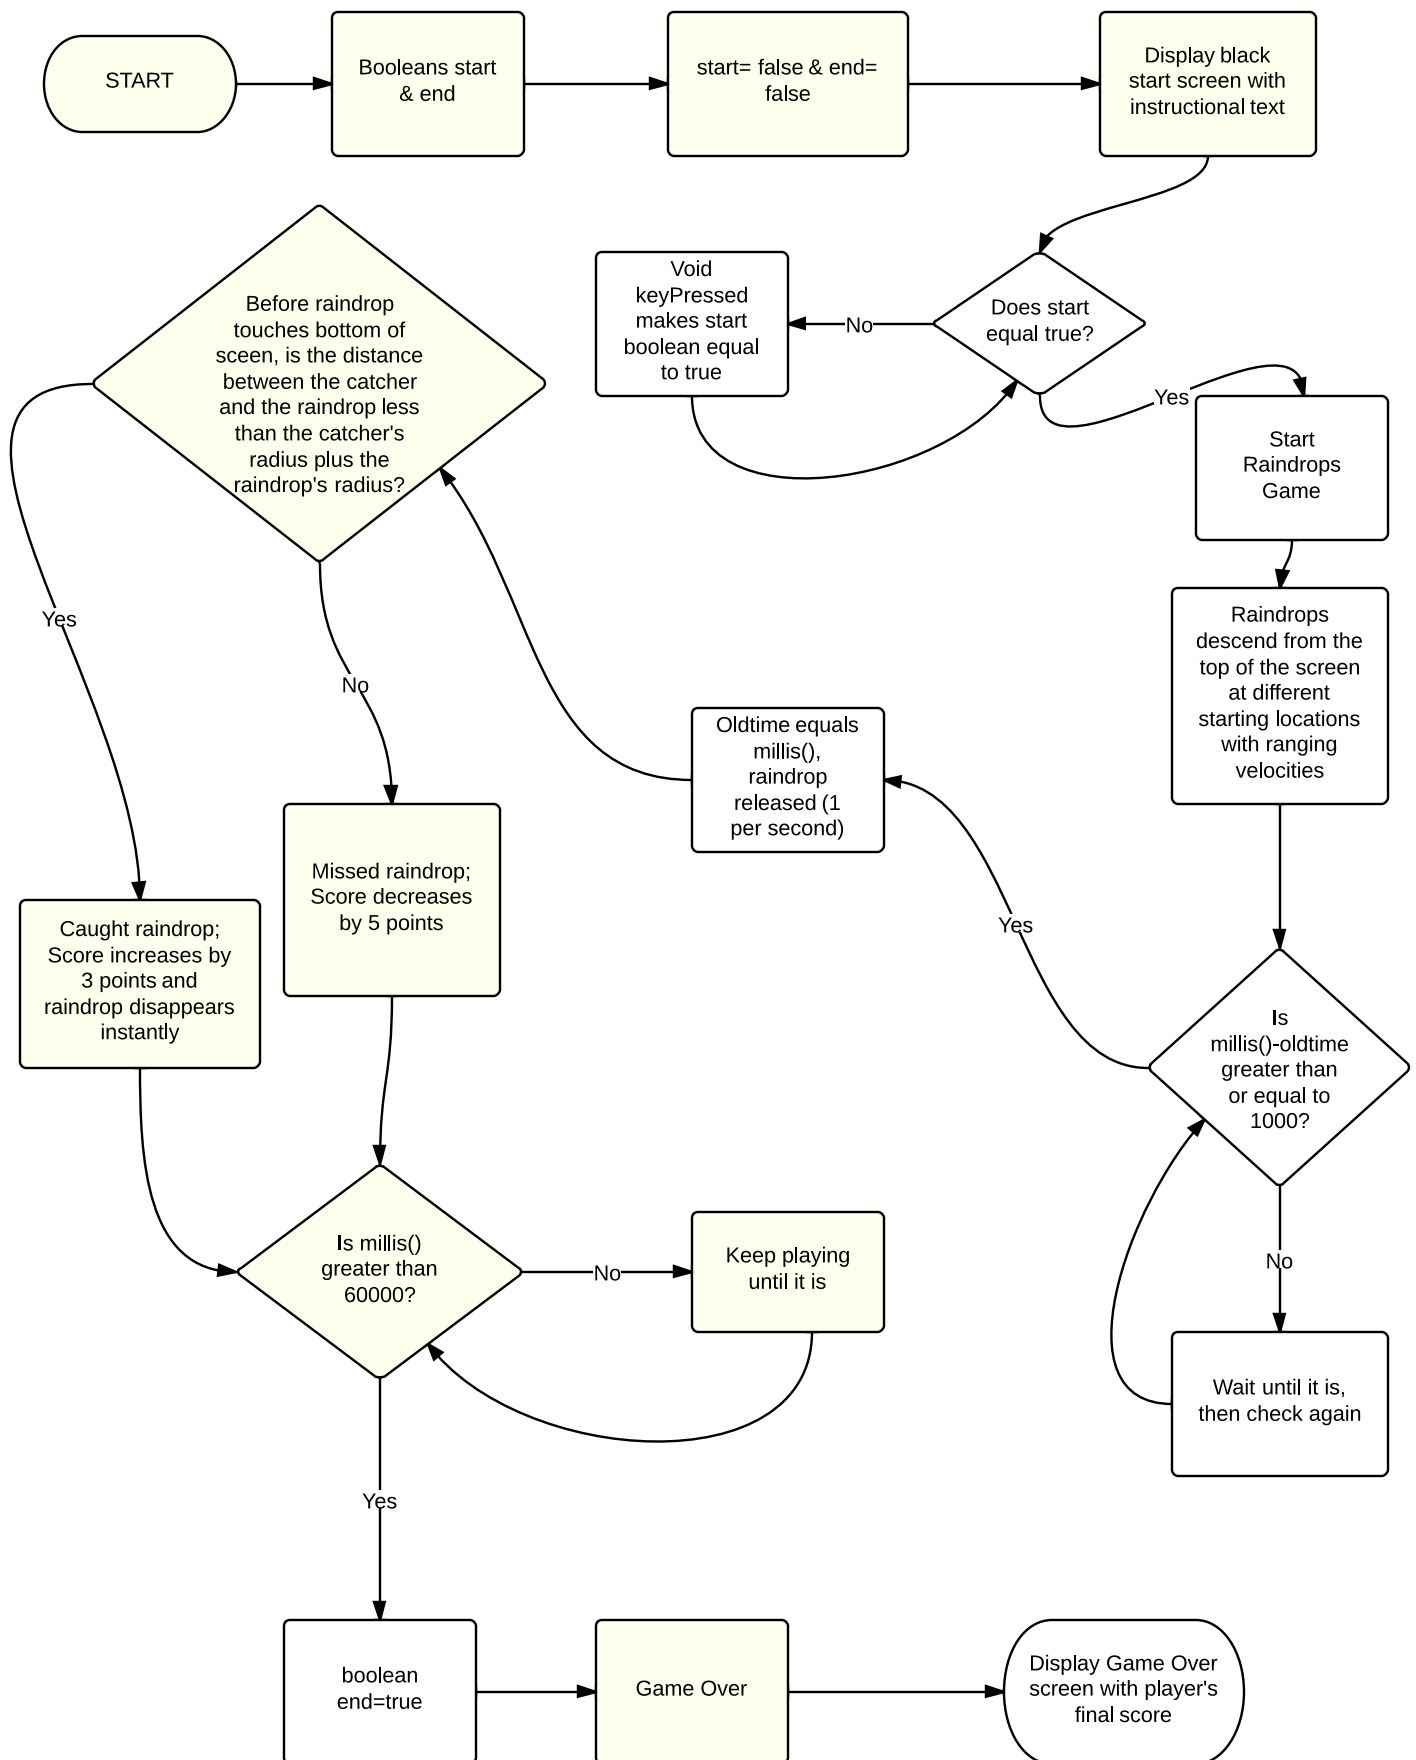 START
Booleans start
& end
start= false & end=
false
Display black
start screen with
instructional text
Does start
equal true?
No
Void
keyPressed
makes start
boolean equal
to true
Yes
Start
Raindrops
Game
Raindrops
descend from the
top of the screen
at different
starting locations
with ranging
velocities
Is
millis()-oldtime
greater than
or equal to
1000?
No
Wait until it is,
then check again
Yes
Oldtime equals
millis(),
raindrop
released (1
per second)
Before raindrop
touches bottom of
sceen, is the distance
between the catcher
and the raindrop less
than the catcher's
radius plus the
raindrop's radius?
Yes
No
Missed raindrop;
Score decreases
by 5 points
Caught raindrop;
Score increases by
3 points and
raindrop disappears
instantly
Is millis()
greater than
60000?
No
Keep playing
until it is
Yes
boolean
end=true
Game Over
Display Game Over
screen with player's
final score